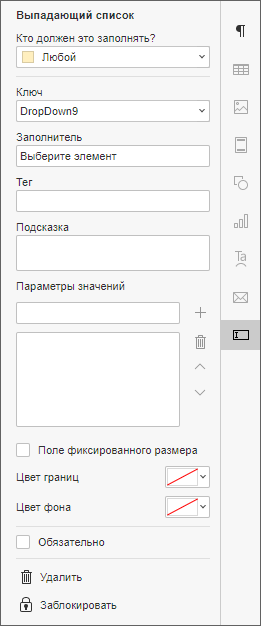 Выпадающий список
Кто должен это заполнять?
Любой
Ключ
DropDown9
Заполнитель
Выберите элемент
Тег
Подсказка
Параметры значений
Поле фиксированного размера
Цвет границ
Цвет фона
Обязательно
Удалить
Заблокировать